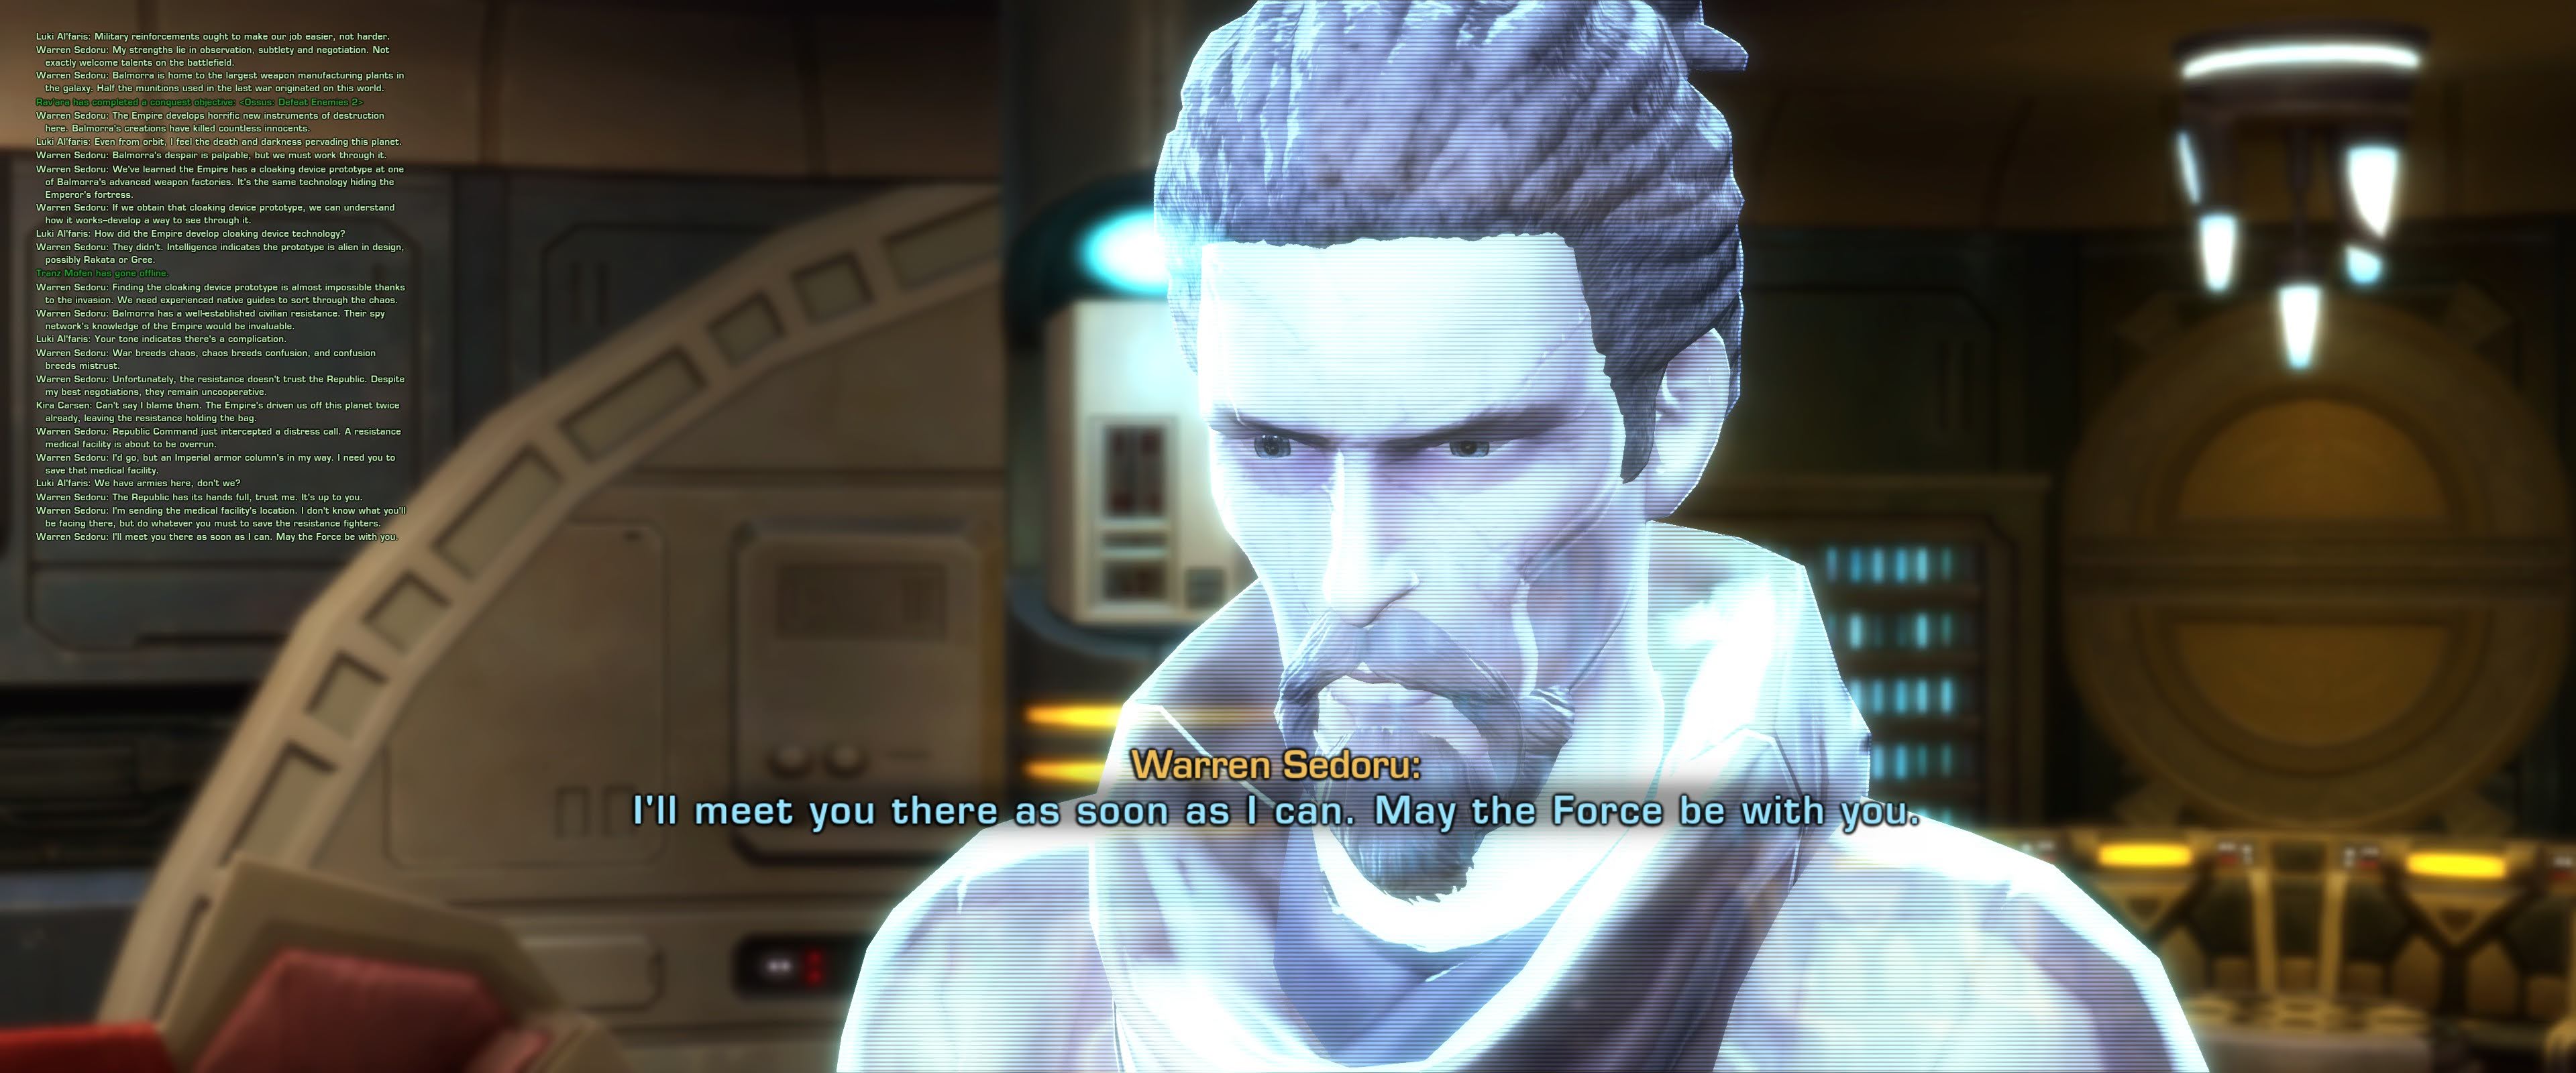 Luki Al'faris: Military reinforcements ought to make our job easier, not harder.
Warren Sedoru: My strengths lie in observation, subtlety and negotiation. Not
exactly welcome talents on the battlefield.
Warren Sedoru: Balmorra is home to the largest weapon manufacturing plants in
the galaxy. Half the munitions used in the last war originated on this world.
Rav'ara has completed a conquest objective: <Ossus: Defeat Enemies 2>
Warren Sedoru: The Empire develops horrific new instruments of destruction
here. Balmorra's creations have killed countless innocents.
Luki Al'faris: Even from orbit, I feel the death and darkness pervading this planet.
Warren Sedoru: Balmorra's despair is palpable, but we must work through it.
Warren Sedoru: We've learned the Empire has a cloaking device prototype at one
of Balmorra's advanced weapon factories. It's the same technology hiding the
Emperor's fortress.
Warren Sedoru: If we obtain that cloaking device prototype, we can understand
how it works—develop a way to see through it.
Luki Al'faris: How did the Empire develop cloaking device technology?
Warren Sedoru: They didn't. Intelligence indicates the prototype is alien in design,
possibly Rakata or Gree.
Tranz Mofen has gone offline.
Warren Sedoru: Finding the cloaking device prototype is almost impossible thanks
to the invasion. We need experienced native guides to sort through the chaos.
Warren Sedoru: Balmorra has a well-established civilian resistance. Their spy
network's knowledge of the Empire would be invaluable.
Luki Al'faris: Your tone indicates there's a complication.
Warren Sedoru: War breeds chaos, chaos breeds confusion, and confusion
breeds mistrust.
Warren Sedoru: Unfortunately, the resistance doesn't trust the Republic. Despite
my best negotiations, they remain uncooperative.
Kira Carsen: Can't say I blame them. The Empire's driven us off this planet twice
already, leaving the resistance holding the bag.
Warren Sedoru: Republic Command just intercepted a distress call. A resistance
medical facility is about to be overrun.
Warren Sedoru: I'd go, but an Imperial armor column's in my way. I need you to
save that medical facility.
Luki Al'faris: We have armies here, don't we?
Warren Sedoru: The Republic has its hands full, trust me. It's up to you.
Warren Sedoru: I'm sending the medical facility's location. I don't know what you'll
be facing there, but do whatever you must to save the resistance fighters.
Warren Sedoru: I'll meet you there as soon as I can. May the Force be with you.
Warren Sedoru:
I'll meet you there as soon as I can. May the Force be with you.